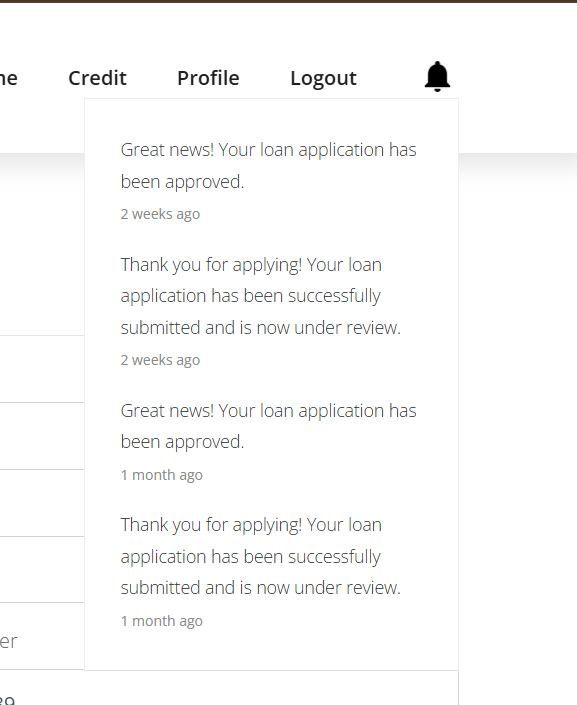 Credit Profile Logout
Great news! Your loan application has
been approved.
2 weeks ago
Thank you for applying! Your loan
application has been successfully
submitted and is now under review.
2 weeks ago
Great news! Your loan application has
been approved.
1 month ago
Thank you for applying! Your loan
application has been successfully
submitted and is now under review.
1 month ago